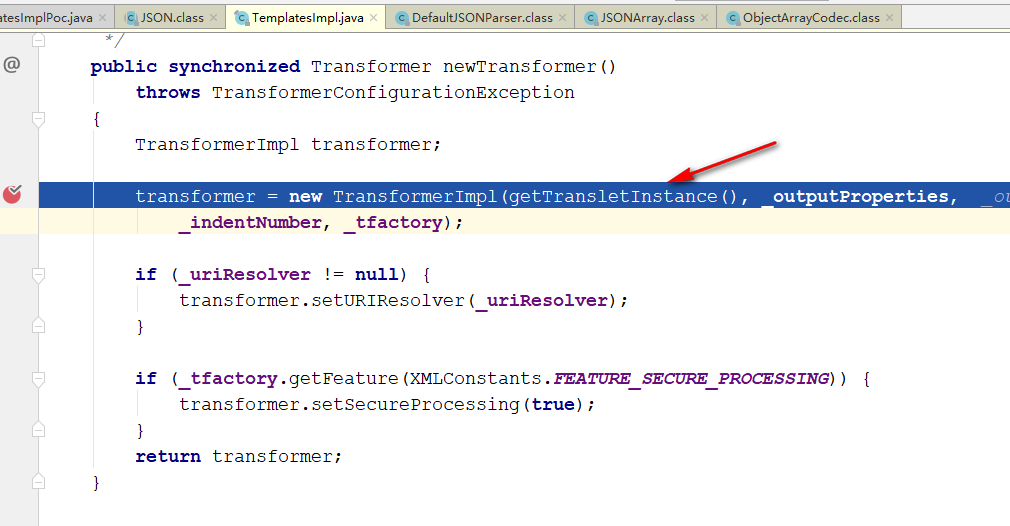 atesImplPoc.java JSON.class TemplatesImpl.java DefaultJSONParser.class JSONArray.class ObjectArrayCodec.class
*/
@ public synchronized Transformer newTransformer()
throws TransformerConfigurationException
{
TransformerImpl transformer;
transformer = new TransformerImpl(getTransletInstance(), _outputProperties, _ou
_indentNumber, _tfactory);
if (_uriResolver != null) {
transformer.setURIResolver(_uriResolver);
}
if (_tfactory.getFeature(XMLConstants.FEATURE_SECURE_PROCESSING)) {
transformer.setSecureProcessing(true);
}
return transformer;
}